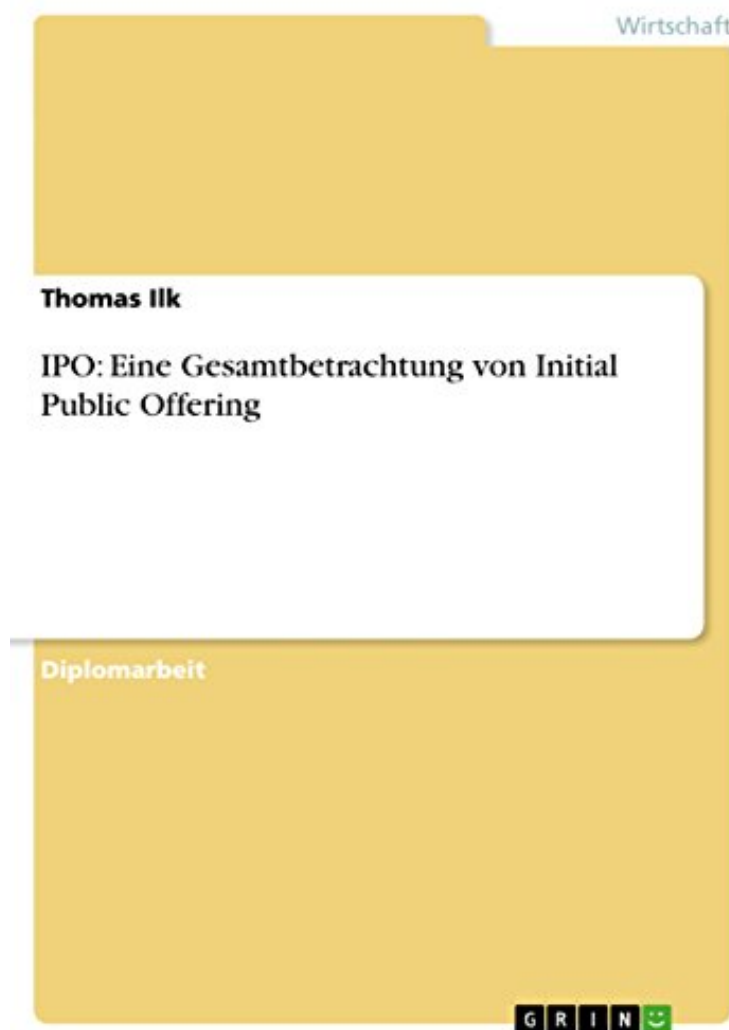 Wirtschaft
Thomas Ilk
IPO: Eine Gesamtbetrachtung von Initial
Public Offering
Diplomarbeit
GRIN